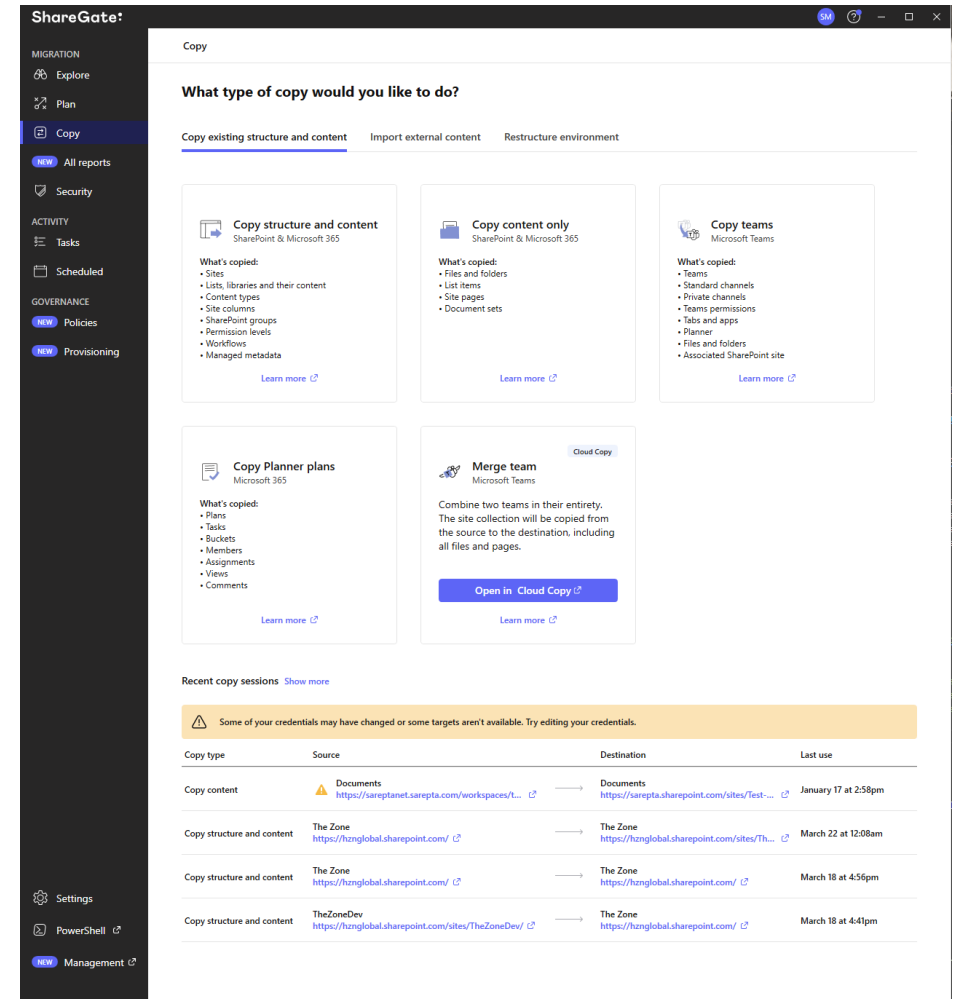 ShareGate:
SM
MIGRATION
Explore
Plan
Copy
NEW All reports
Security
ACTIVITY
Tasks
Scheduled
GOVERNANCE
NEW Policies
NEW Provisioning
Settings
PowerShell
NEW Management
Copy
What type of copy would you like to do?
Copy existing structure and content Import external content Restructure environment
Copy structure and content
SharePoint & Microsoft 365
What's copied:
• Sites
• Lists, libraries and their content
• Content types
• Site columns
• SharePoint groups
• Permission levels
• Workflows
• Managed metadata
Learn more
Copy content only
SharePoint & Microsoft 365
What's copied:
• Files and folders
• List items
• Site pages
• Document sets
Learn more
Copy teams
Microsoft Teams
What's copied:
• Teams
• Standard channels
• Private channels
• Teams permissions
• Tabs and apps
• Planner
• Files and folders
• Associated SharePoint site
Learn more
Copy Planner plans
Microsoft 365
What's copied:
• Plans
• Tasks
• Buckets
• Members
• Assignments
• Views
• Comments
Learn more
Cloud Copy
Merge team
Microsoft Teams
Combine two teams in their entirety.
The site collection will be copied from
the source to the destination, including
all files and pages.
Open in Cloud Copy
Learn more
Recent copy sessions Show more
Some of your credentials may have changed or some targets aren't available. Try editing your credentials.
Copy type Source Destination Last use
Copy content Documents https://sareptanet.sarepta.com/workspaces/t... Documents https://sarepta.sharepoint.com/sites/Test-... January 17 at 2:58pm
Copy structure and content The Zone https://hznglobal.sharepoint.com/ The Zone https://hznglobal.sharepoint.com/sites/Th... March 22 at 12:08am
Copy structure and content The Zone https://hznglobal.sharepoint.com/ The Zone https://hznglobal.sharepoint.com/ March 18 at 4:56pm
Copy structure and content TheZoneDev https://hznglobal.sharepoint.com/sites/TheZoneDev/ The Zone https://hznglobal.sharepoint.com/ March 18 at 4:41pm